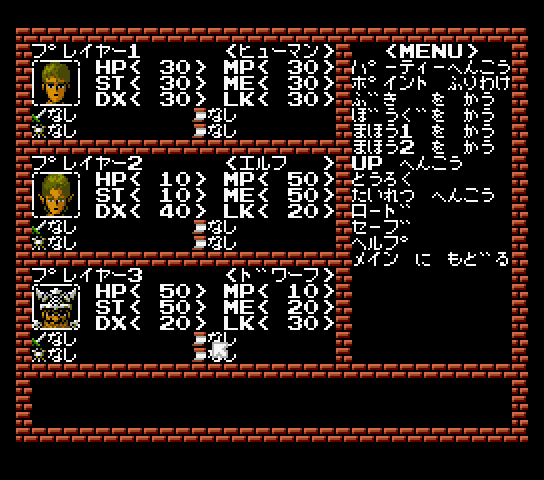 プレイヤー1 <ヒューマン>
HP< 30> MP< 30>
ST< 30> ME< 30>
DX< 30> LK< 30>
なし なし
なし なし
プレイヤー2 <エルフ >
HP< 10> MP< 50>
ST< 10> ME< 50>
DX< 40> LK< 20>
なし なし
なし なし
プレイヤー3 <ドワーフ>
HP< 50> MP< 10>
ST< 50> ME< 20>
DX< 20> LK< 30>
なし なし
なし なし
<MENU>
パーティーへんこう
ポイント ふりわけ
ぶき を かう
ぼうぐ を かう
まほう1 を かう
まほう2 を かう
UP へんこう
どうろく
たいれつ へんこう
ロード
セーブ
ヘルプ
メイン に もどる